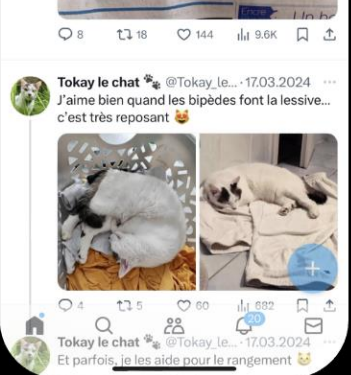 Encre
8 18 144 9.6K
Tokay le chat 🐾 @Tokay_le... · 17.03.2024 ...
J'aime bien quand les bipèdes font la lessive...
c'est très reposant 😸
4 5 60 682
20
Tokay le chat 🐾 @Tokay_le... · 17.03.2024 ...
Et parfois, je les aide pour le rangement 😸